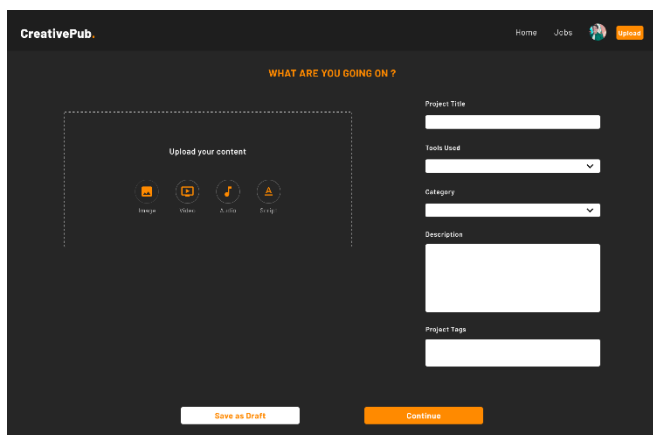 CreativePub.
Home
Jobs
Upload
WHAT ARE YOU GOING ON ?
Upload your content
Image
Video
Audio
Script
Project Title
Tools Used
Category
Description
Project Tags
Save as Draft
Continue